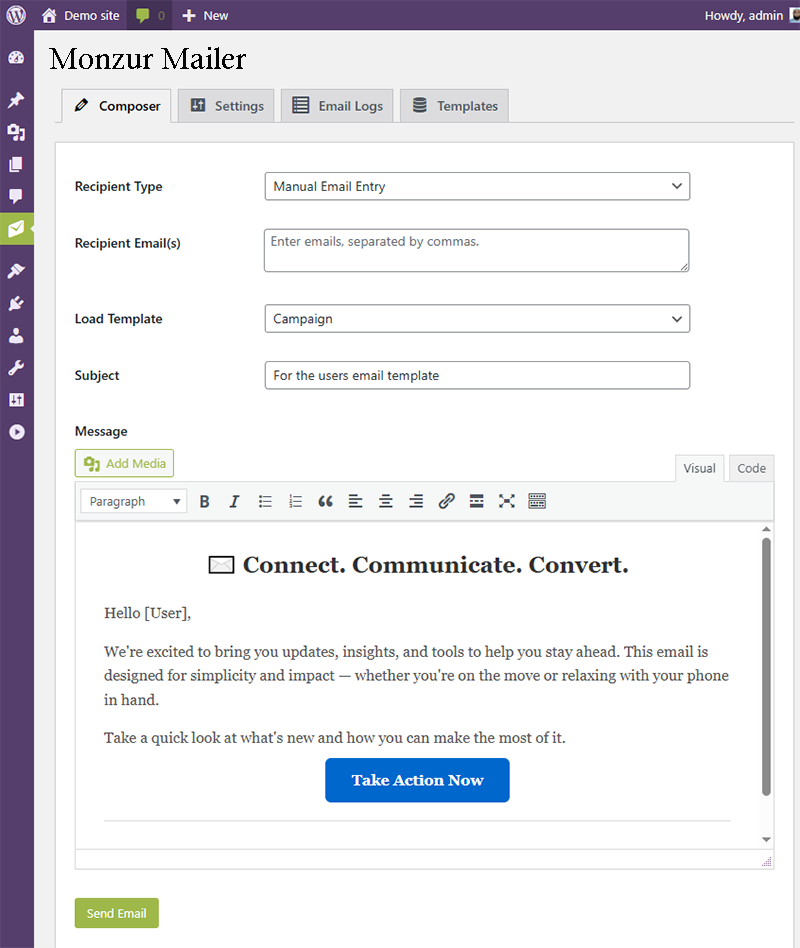 Demo site 0 + New Howdy, admin
Monzur Mailer
Composer Settings Email Logs Templates
Recipient Type Manual Email Entry
Recipient Email(s) Enter emails, separated by commas.
Load Template Campaign
Subject For the users email template
Message
Add Media Visual Code
Paragraph B I
Connect. Communicate. Convert.
Hello [User],
We're excited to bring you updates, insights, and tools to help you stay ahead. This email is
designed for simplicity and impact — whether you're on the move or relaxing with your phone
in hand.
Take a quick look at what's new and how you can make the most of it.
Take Action Now
Send Email